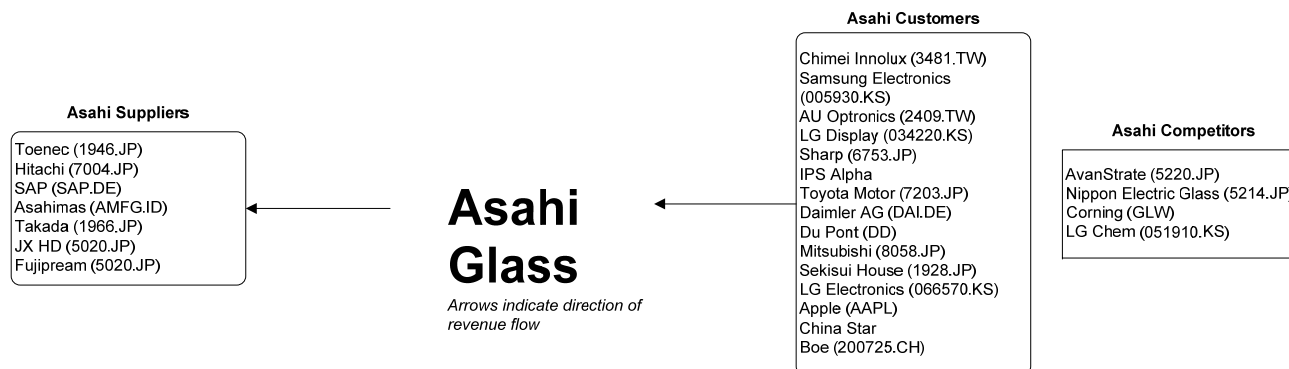 Asahi Suppliers
Toenec (1946.JP)
Hitachi (7004.JP)
SAP (SAP.DE)
Asahimas (AMFG.ID)
Takada (1966.JP)
JX HD (5020.JP)
Fujipream (5020.JP)
Asahi
Glass
Arrows indicate direction of
revenue flow
Asahi Customers
Chimei Innolux (3481.TW)
Samsung Electronics
(005930.KS)
AU Optronics (2409.TW)
LG Display (034220.KS)
Sharp (6753.JP)
IPS Alpha
Toyota Motor (7203.JP)
Daimler AG (DAI.DE)
Du Pont (DD)
Mitsubishi (8058.JP)
Sekisui House (1928.JP)
LG Electronics (066570.KS)
Apple (AAPL)
China Star
Boe (200725.CH)
Asahi Competitors
AvanStrate (5220.JP)
Nippon Electric Glass (5214.JP)
Corning (GLW)
LG Chem (051910.KS)